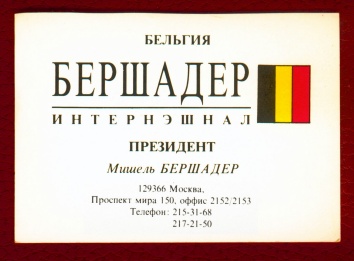 БЕЛЬГИЯ
БЕРШАДЕР
ИНТЕРНЭШНАЛ
ПРЕЗИДЕНТ
Мишель БЕРШАДЕР
129366 Москва,
Проспект мира 150, оффис 2152/2153
Телефон: 215-31-68
217-21-50